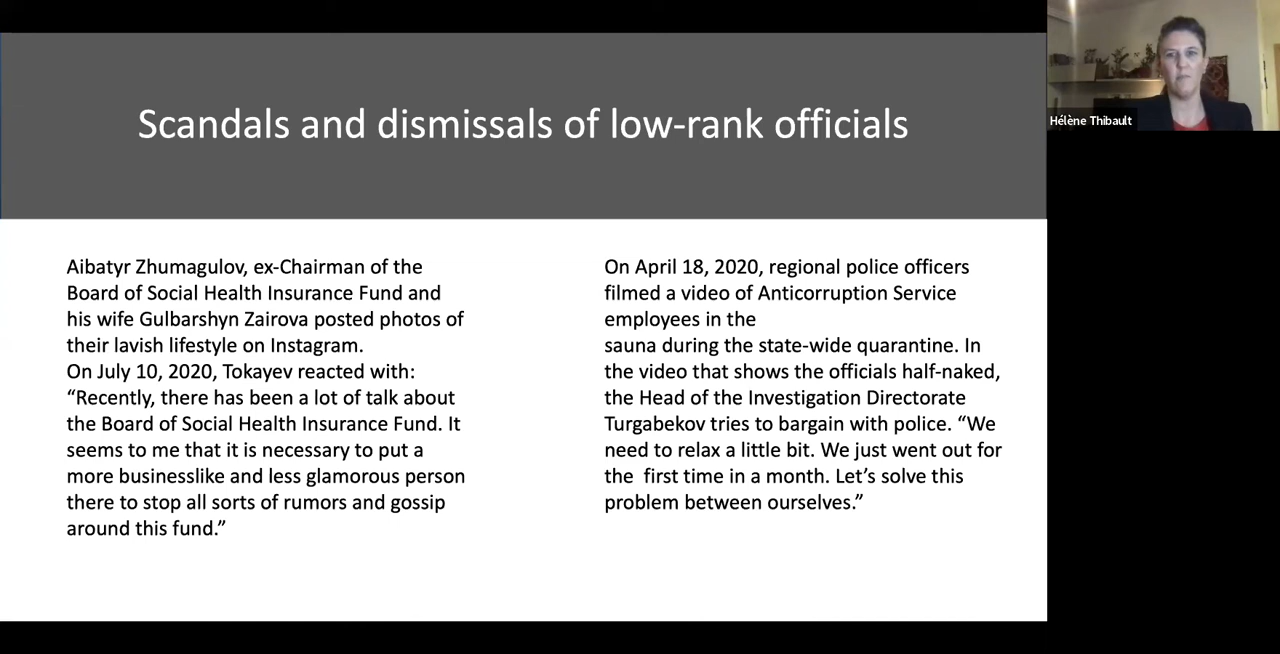 Scandals and dismissals of low-rank officials
Aibatyr Zhumagulov, ex-Chairman of the
Board of Social Health Insurance Fund and
his wife Gulbarshyn Zairova posted photos of
their lavish lifestyle on Instagram.
On July 10, 2020, Tokayev reacted with:
“Recently, there has been a lot of talk about
the Board of Social Health Insurance Fund. It
seems to me that it is necessary to put a
more businesslike and less glamorous person
there to stop all sorts of rumors and gossip
around this fund.”
On April 18, 2020, regional police officers
filmed a video of Anticorruption Service
employees in the
sauna during the state-wide quarantine. In
the video that shows the officials half-naked,
the Head of the Investigation Directorate
Turgabekov tries to bargain with police. “We
need to relax a little bit. We just went out for
the  first time in a month. Let’s solve this
problem between ourselves.”
Hélène Thibault